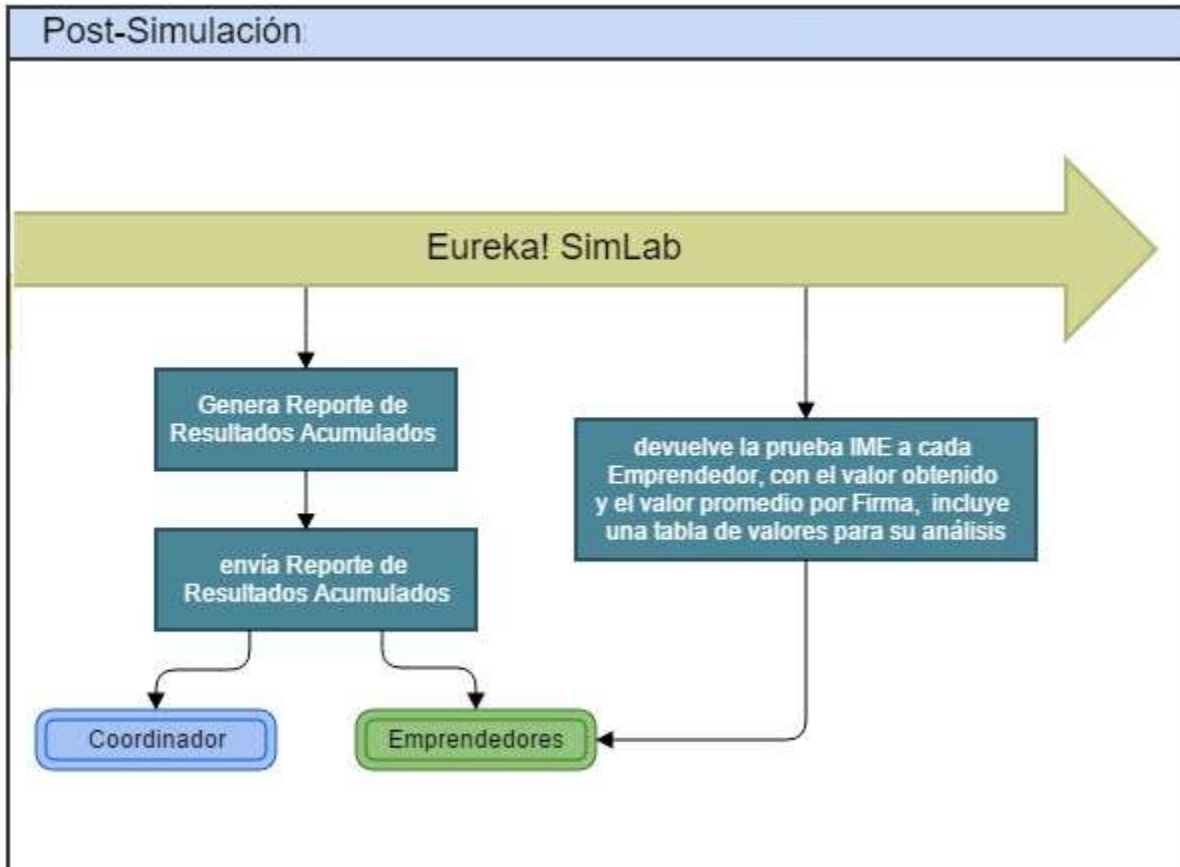 Post-Simulación
Eureka! SimLab
Genera Reporte de
Resultados Acumulados
envía Reporte de
Resultados Acumulados
devuelve la prueba IME a cada
Emprendedor, con el valor obtenido
y el valor promedio por Firma, incluye
una tabla de valores para su análisis
Coordinador
Emprendedores